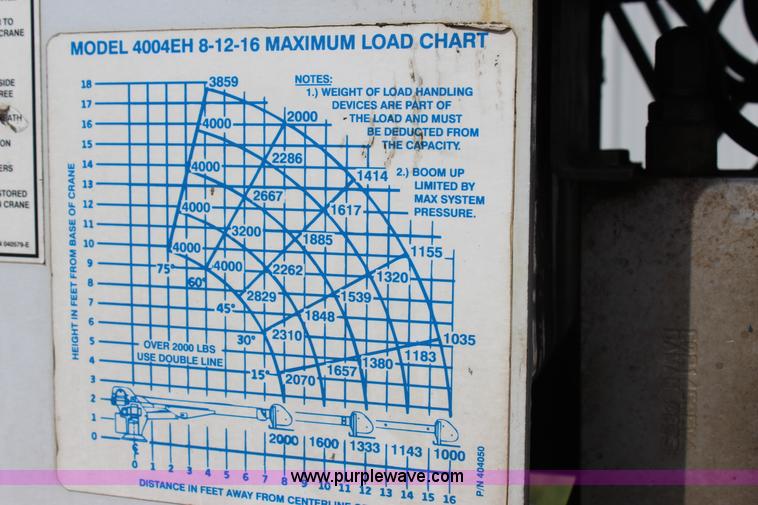 R TO
CRANE
SIDE
REE
EATH
ON
ERS
STORED
N CRANE
N 040579-E
MODEL 4004EH 8-12-16 MAXIMUM LOAD CHART
NOTES:
1.) WEIGHT OF LOAD HANDLING
DEVICES ARE PART OF
THE LOAD AND MUST
BE DEDUCTED FROM
THE CAPACITY.
2.) BOOM UP
LIMITED BY
MAX SYSTEM
PRESSURE.
HEIGHT IN FEET FROM BASE OF CRANE
18
17
16
15
14
13
12
11
10
9
8
7
6
5
4
3
2
1
0
3859
4000 2000
4000 2286 1414
4000 2667 1617
4000 3200 1885 1155
75° 4000 2262 1320
60° 2829 1539
45° 1848
30° 2310 1035
15° 2070 1657 1380 1183
OVER 2000 LBS
USE DOUBLE LINE
2000 1600 1333 1143 1000
0 1 2 3 4 5 6 7 8 9 10 11 12 13 14 15 16
DISTANCE IN FEET AWAY FROM CENTERLINE
P/N 404050
www.purplewave.com